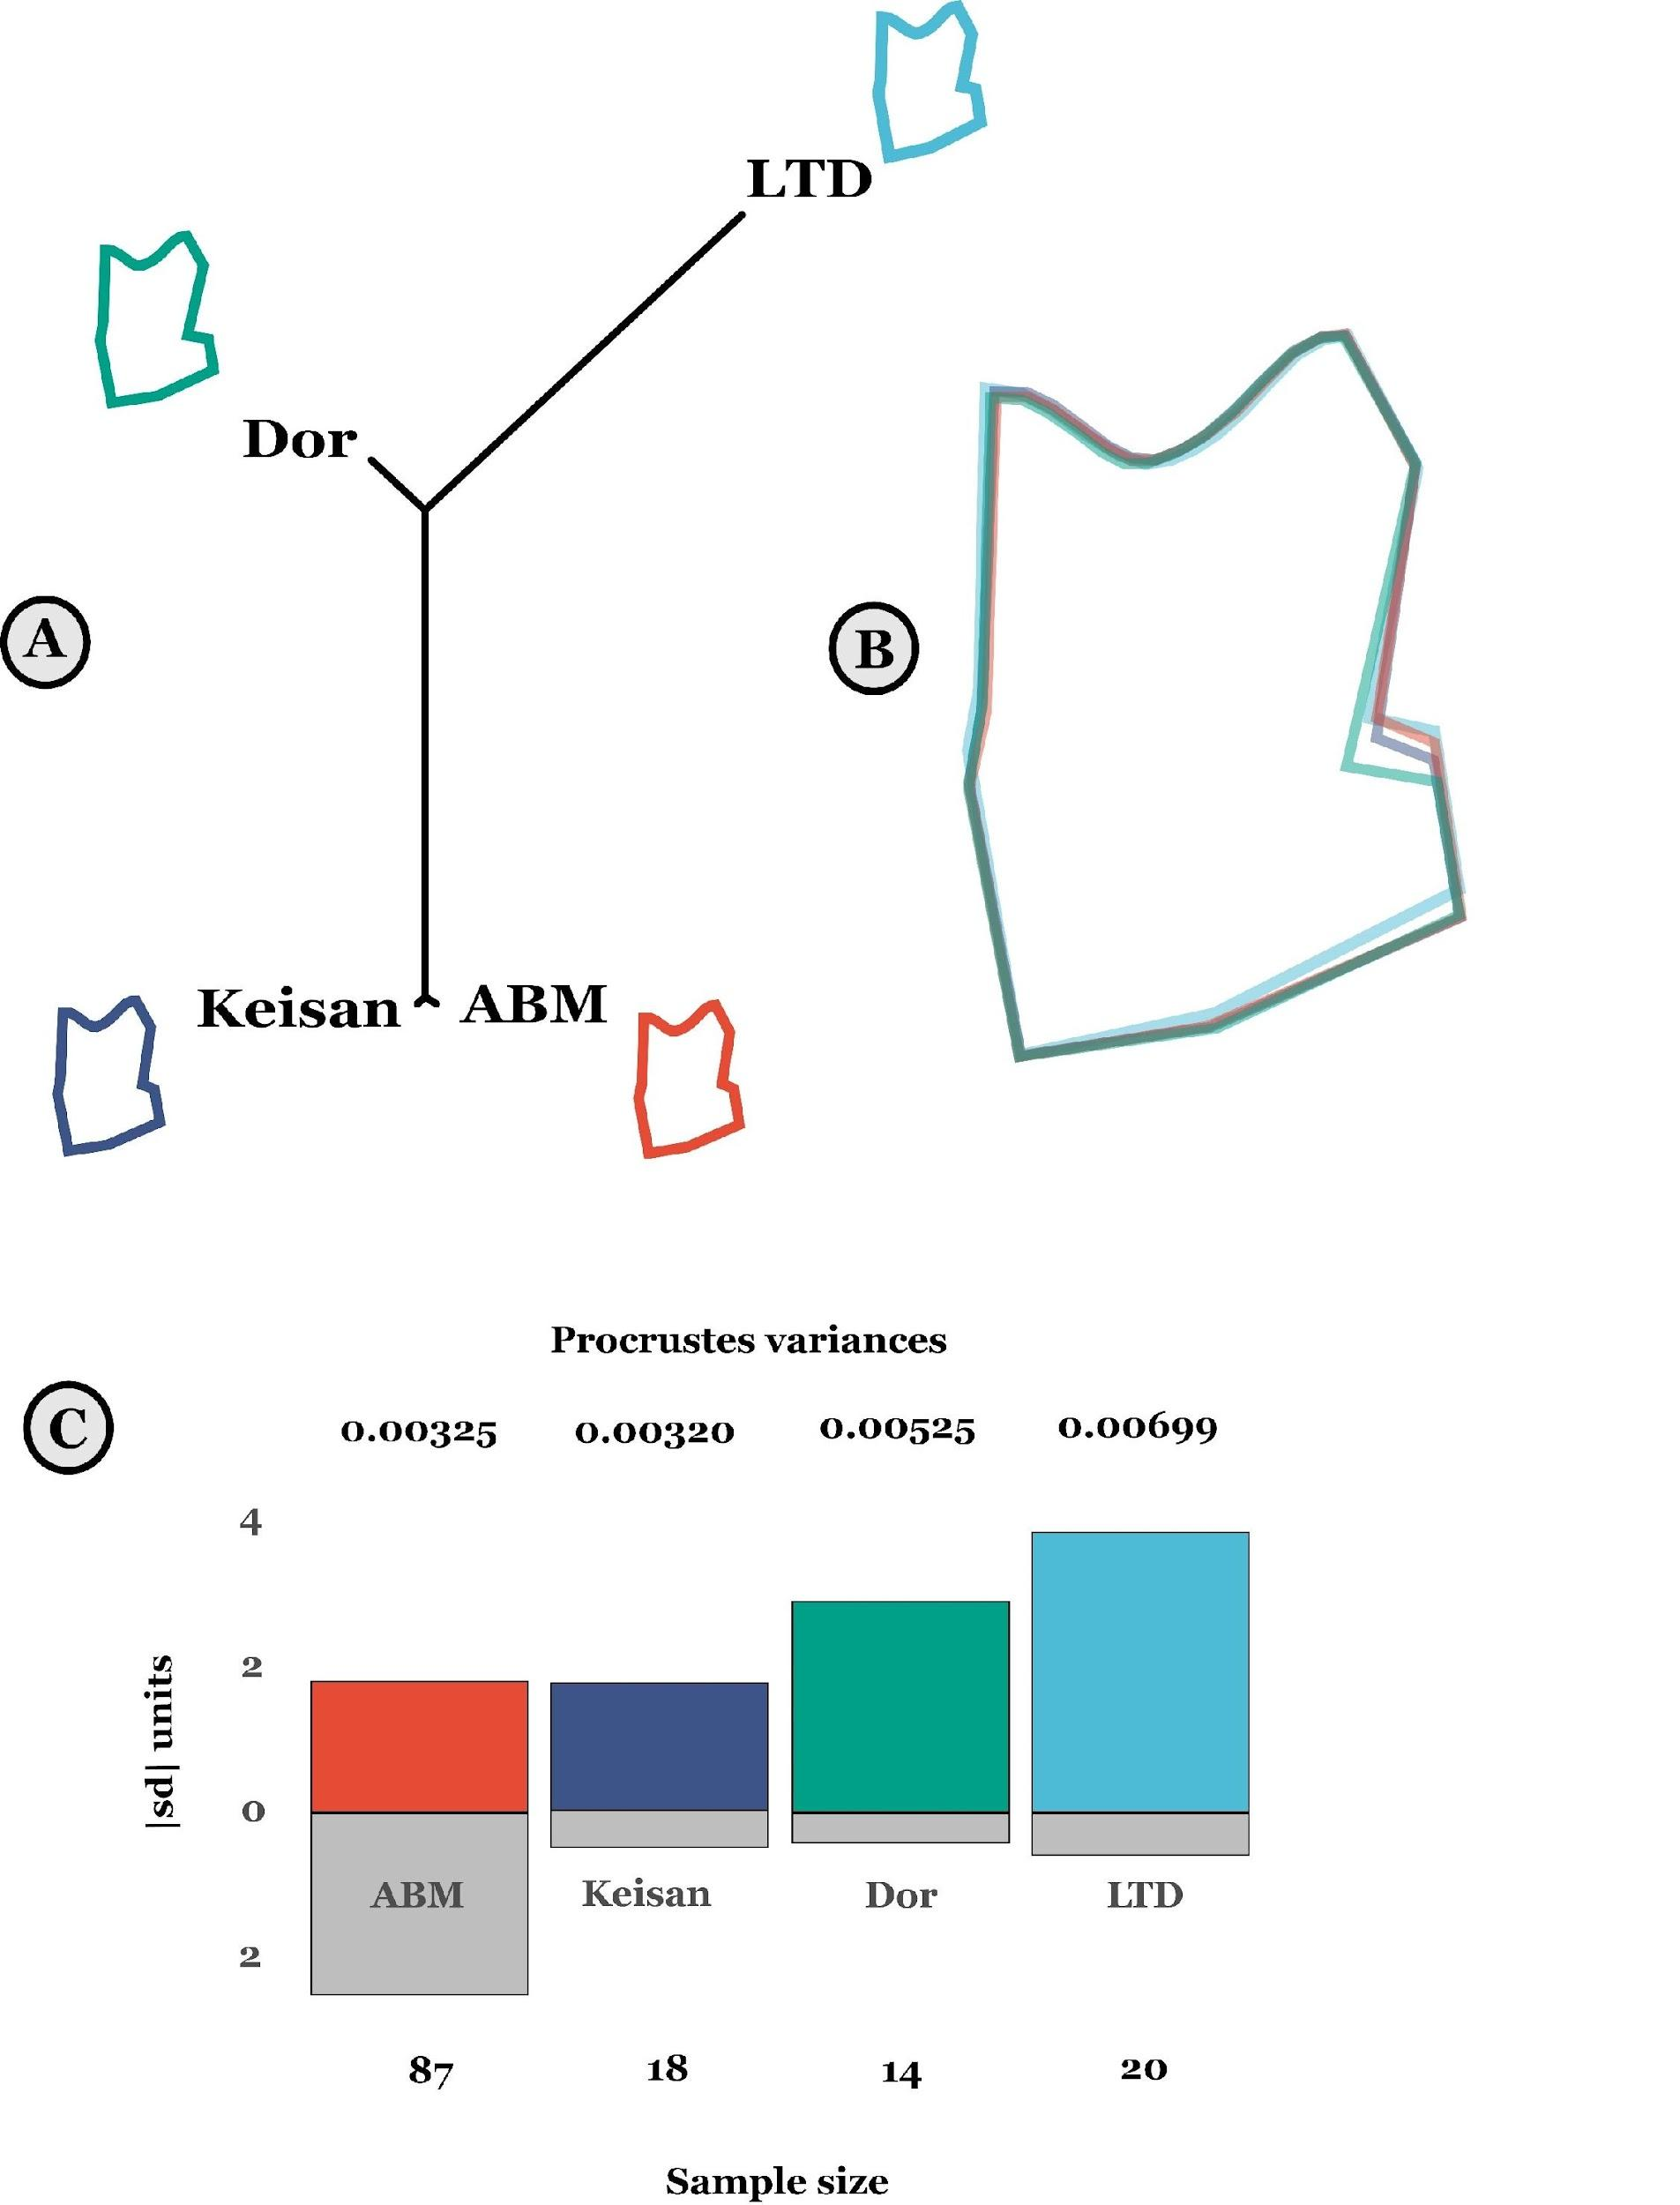 LTD
Dor
A
B
Keisan ABM
Procrustes variances
C
0.00325 0.00320 0.00525 0.00699
4
2
|sd| units
0
ABM Keisan Dor LTD
2
87 18 14 20
Sample size